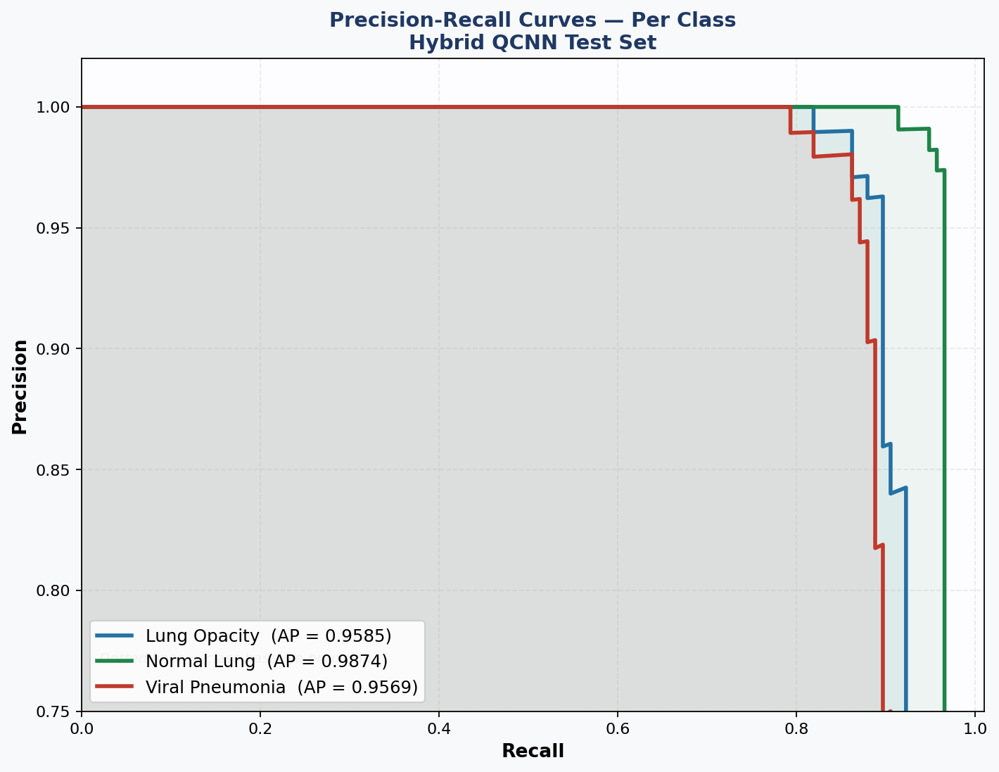 Precision-Recall Curves — Per Class
Hybrid QCNN Test Set
1.00
0.95
0.90
0.85
0.80
0.75
Precision
Lung Opacity (AP = 0.9585)
Normal Lung (AP = 0.9874)
Viral Pneumonia (AP = 0.9569)
0.0 0.2 0.4 0.6 0.8 1.0
Recall